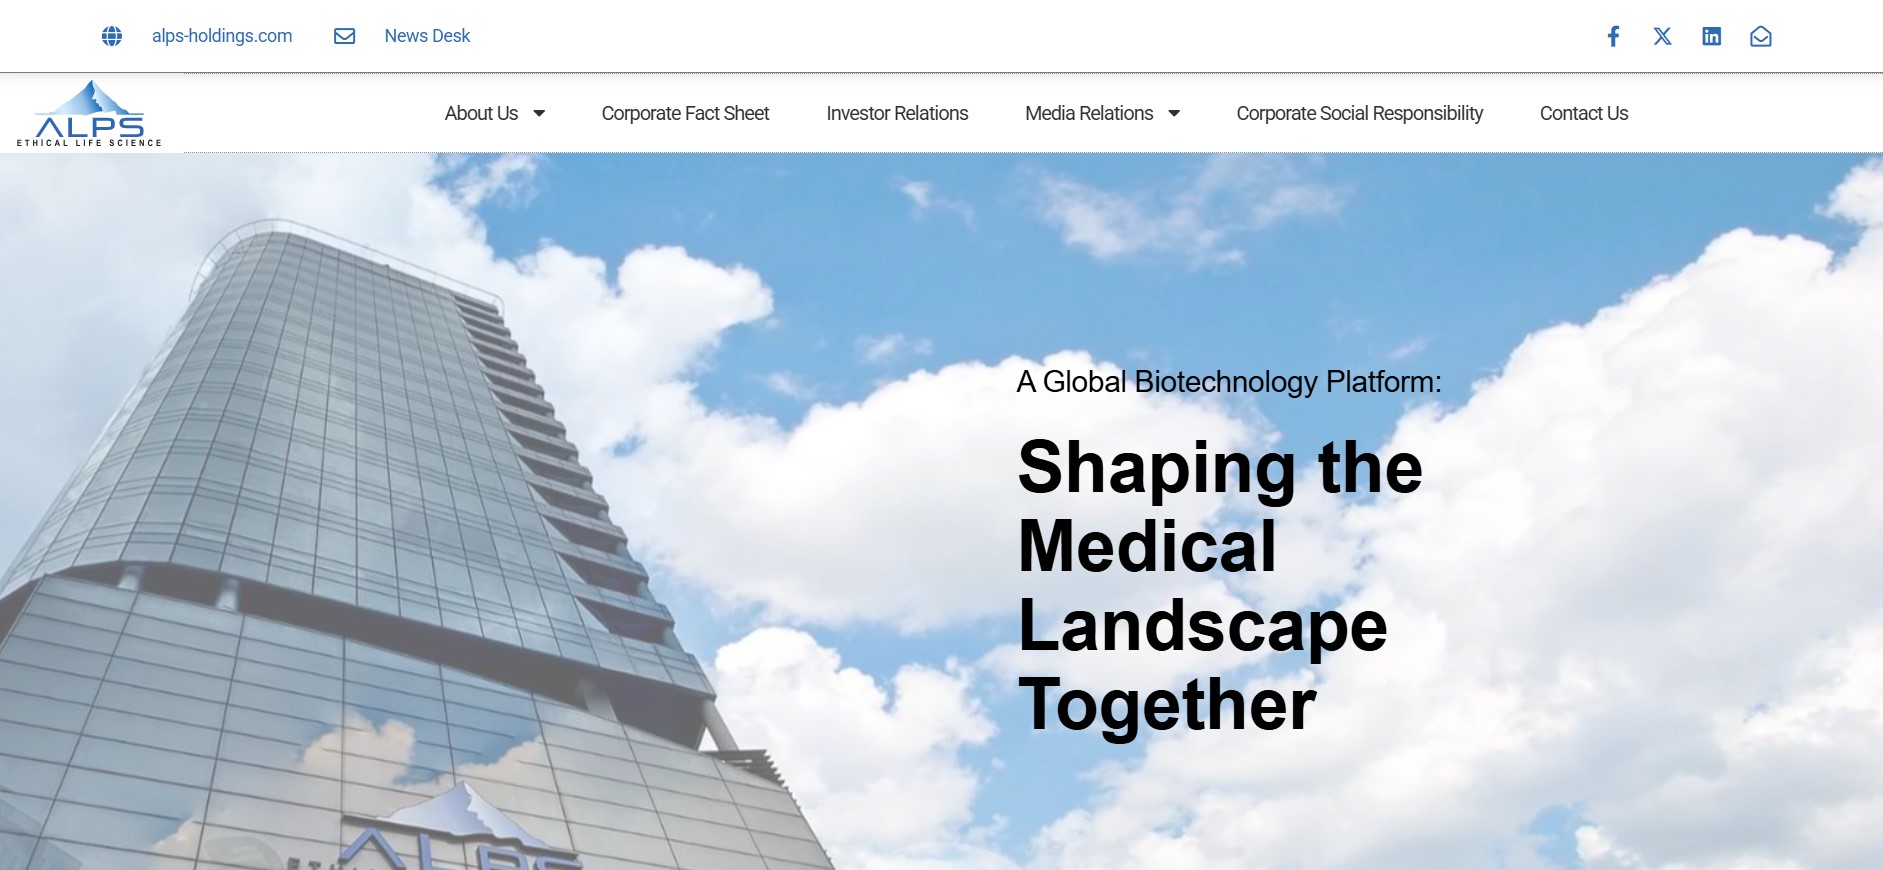 alps-holdings.com
News Desk
ALPS
ETHICAL LIFE SCIENCE
About Us
Corporate Fact Sheet
Investor Relations
Media Relations
Corporate Social Responsibility
Contact Us
A Global Biotechnology Platform:
Shaping the
Medical
Landscape
Together
ALPS